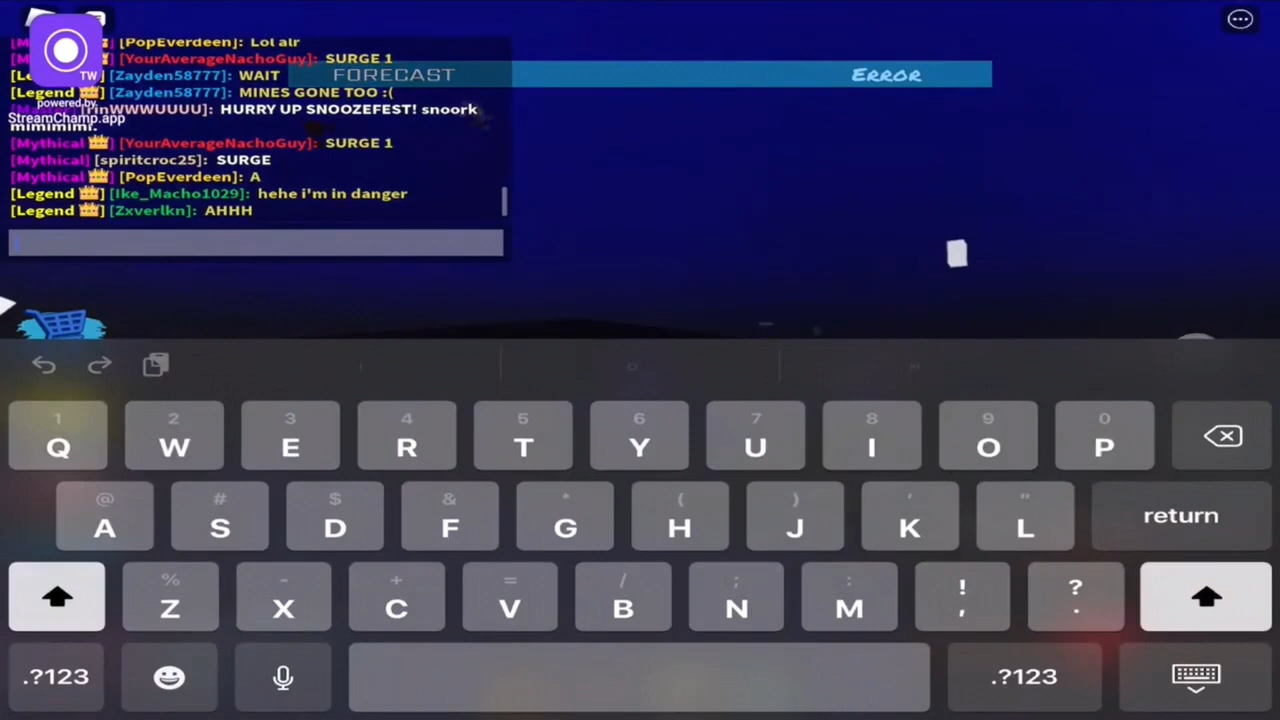 [PopEverdeen]: Lol alr
[YourAverageNachoGuy]: SURGE 1
[Zayden58777]: WAIT
FORECAST
Error
TW
[Legend 👑] [Zayden58777]: MINES GONE TOO :(
powered by
[rinWWWUUUU]: HURRY UP SNOOZEFEST! snoork
StreamChamp.app
mimimimi.
[Mythical 👑] [YourAverageNachoGuy]: SURGE 1
[Mythical] [spiritcroc25]: SURGE
[Mythical 👑] [PopEverdeen]: A
[Legend 👑] [Ike_Macho1029]: hehe i'm in danger
[Legend 👑] [Zxverlkn]: AHHH
1 2 3 4 5 6 7 8 9 0
Q W E R T Y U I O P
@ # $ & * ( ) ' "
A S D F G H J K L return
% - + = / ; : ! ?
Z X C V B N M , .
.?123 .?123